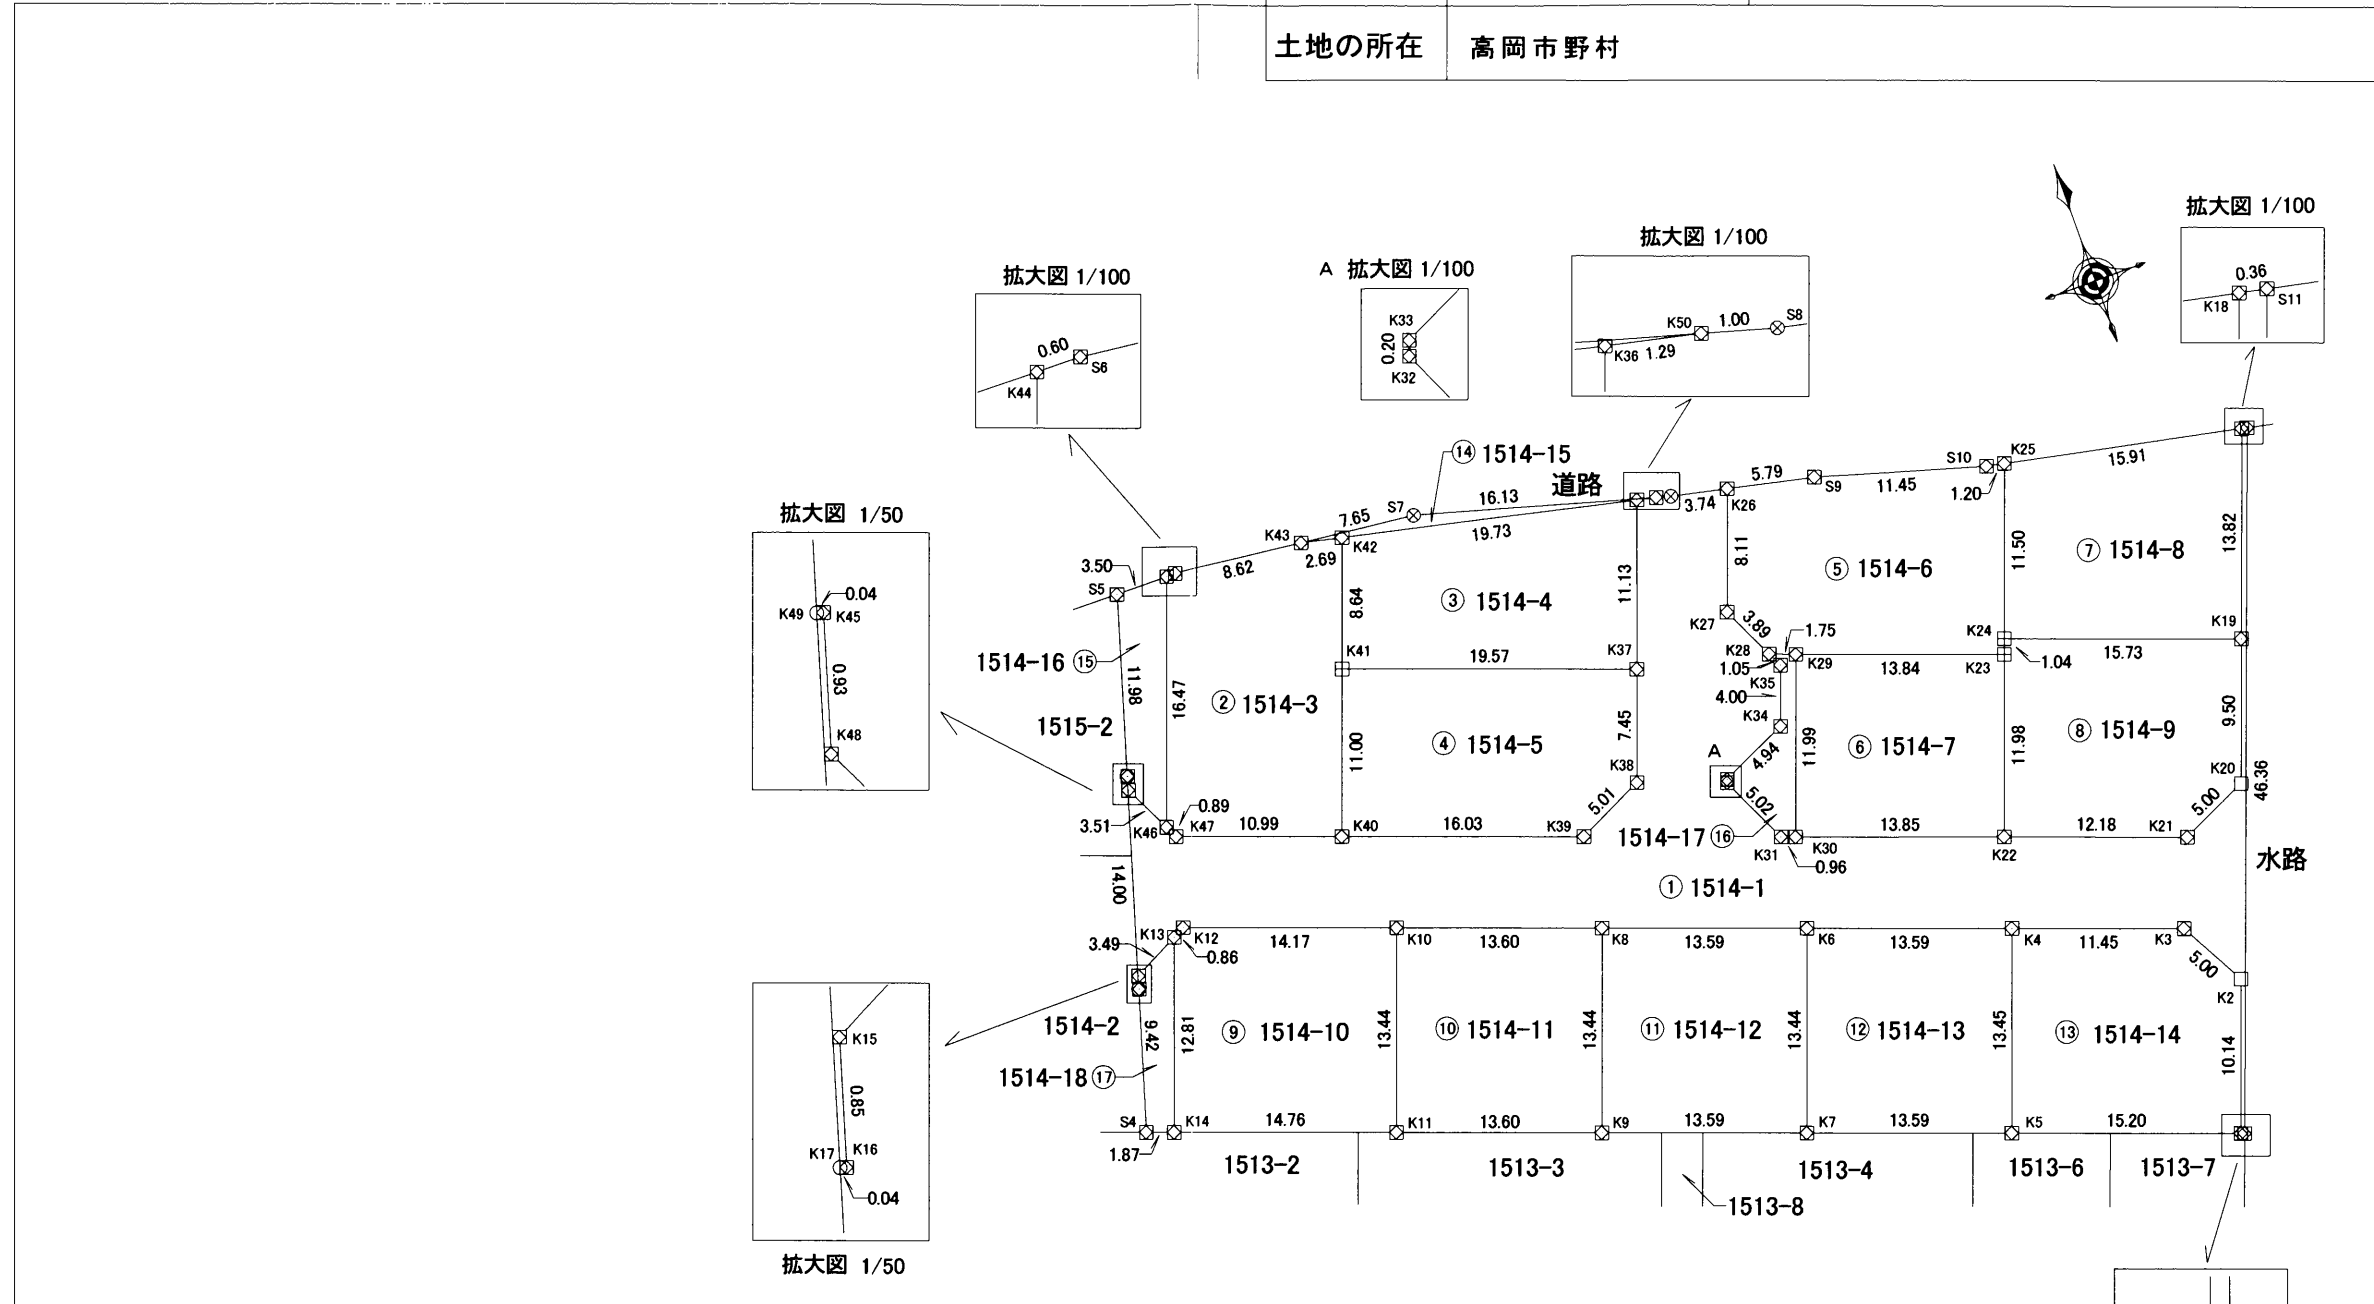 土地の所在 高岡市野村
拡大図 1/100
0.36
K18
S11
拡大図 1/100
K50 1.00 S8
K36 1.29
A 拡大図 1/100
K33
0.20
K32
拡大図 1/100
0.60
S6
K44
拡大図 1/50
0.04
K49 K45
0.93
K48
⑭ 1514-15
道路
S7 16.13
7.65
K43 K42 19.73
2.69
8.62
3.50
S5
3.74
K26
5.79
S9
11.45
S10 K25
1.20
15.91
8.64
③ 1514-4
11.13
8.11
⑤ 1514-6
11.50
⑦ 1514-8
13.82
K27
3.89
1.75
K28
K29
1.05
K35
13.84
K24
K23
1.04
15.73
K19
1514-16 ⑮
11.98
16.47
K41 19.57 K37
4.00
K34
② 1514-3
1515-2
11.00
④ 1514-5
7.45
K38
A
4.94
11.99
⑥ 1514-7
11.98
⑧ 1514-9
9.50
K20
46.36
3.51
0.89
K46 K47 10.99 K40 16.03 K39
5.01
5.02
1514-17 ⑯
K31 K30
0.96
13.85
K22
12.18
K21
5.00
水路
① 1514-1
14.00
K13 K12
3.49
0.86
14.17
K10
13.60
K8
13.59
K6
13.59
K4
11.45
K3
5.00
K2
1514-2
9.42
12.81
⑨ 1514-10
13.44
⑩ 1514-11
13.44
⑪ 1514-12
13.44
⑫ 1514-13
13.45
⑬ 1514-14
10.14
1514-18 ⑰
S4
1.87
K14 14.76 K11 13.60 K9 13.59 K7 13.59 K5 15.20
1513-2
1513-3
1513-8
1513-4
1513-6
1513-7
K15
0.85
K17 K16
0.04
拡大図 1/50